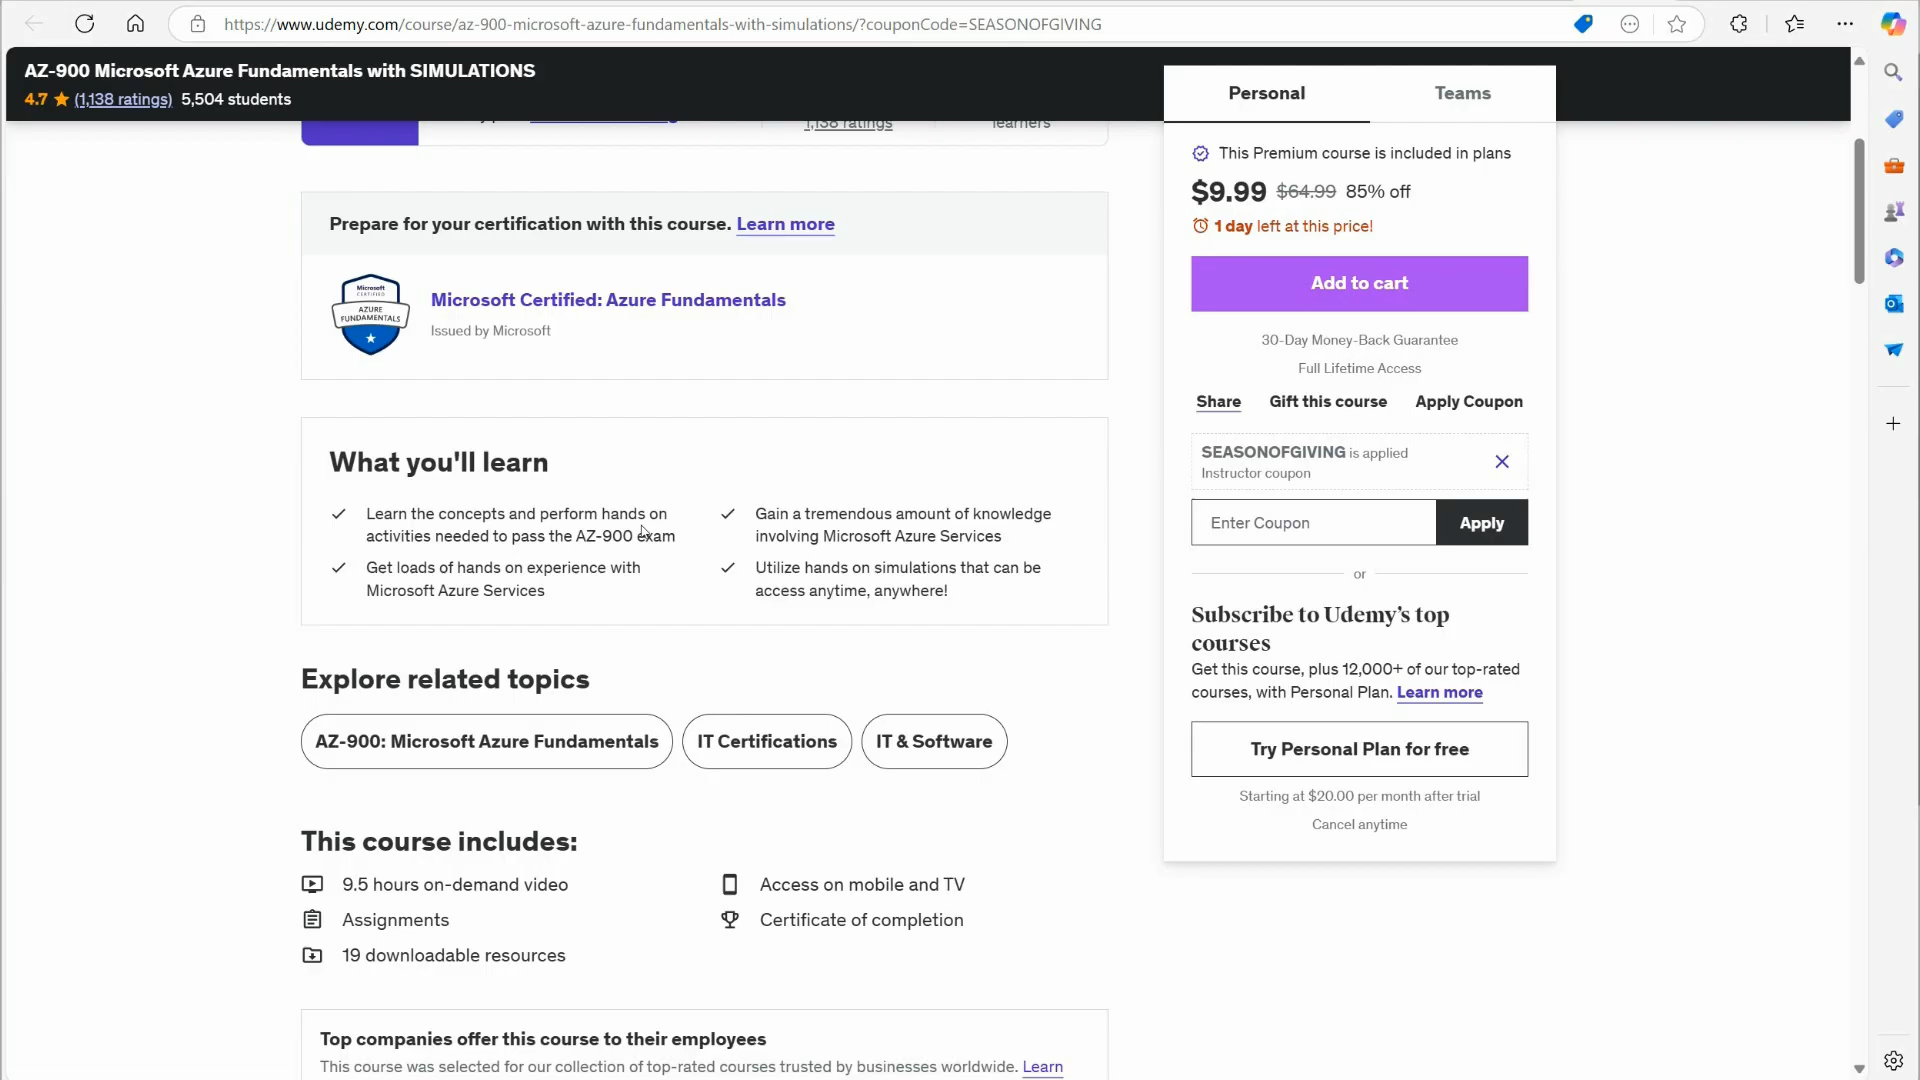 https://www.udemy.com/course/az-900-microsoft-azure-fundamentals-with-simulations/?couponCode=SEASONOFGIVING
AZ-900 Microsoft Azure Fundamentals with SIMULATIONS
4.7 ★ (1,138 ratings) 5,504 students
1,138 ratings
learners
Prepare for your certification with this course. Learn more
Microsoft
CERTIFIED
AZURE
FUNDAMENTALS
Microsoft Certified: Azure Fundamentals
Issued by Microsoft
What you'll learn
Learn the concepts and perform hands on
activities needed to pass the AZ-900 exam
Get loads of hands on experience with
Microsoft Azure Services
Gain a tremendous amount of knowledge
involving Microsoft Azure Services
Utilize hands on simulations that can be
access anytime, anywhere!
Explore related topics
AZ-900: Microsoft Azure Fundamentals
IT Certifications
IT & Software
This course includes:
9.5 hours on-demand video
Assignments
19 downloadable resources
Access on mobile and TV
Certificate of completion
Top companies offer this course to their employees
This course was selected for our collection of top-rated courses trusted by businesses worldwide. Learn
Personal
Teams
This Premium course is included in plans
$9.99 $64.99 85% off
1 day left at this price!
Add to cart
30-Day Money-Back Guarantee
Full Lifetime Access
Share
Gift this course
Apply Coupon
SEASONOFGIVING is applied
Instructor coupon
Enter Coupon
Apply
or
Subscribe to Udemy’s top
courses
Get this course, plus 12,000+ of our top-rated
courses, with Personal Plan. Learn more
Try Personal Plan for free
Starting at $20.00 per month after trial
Cancel anytime